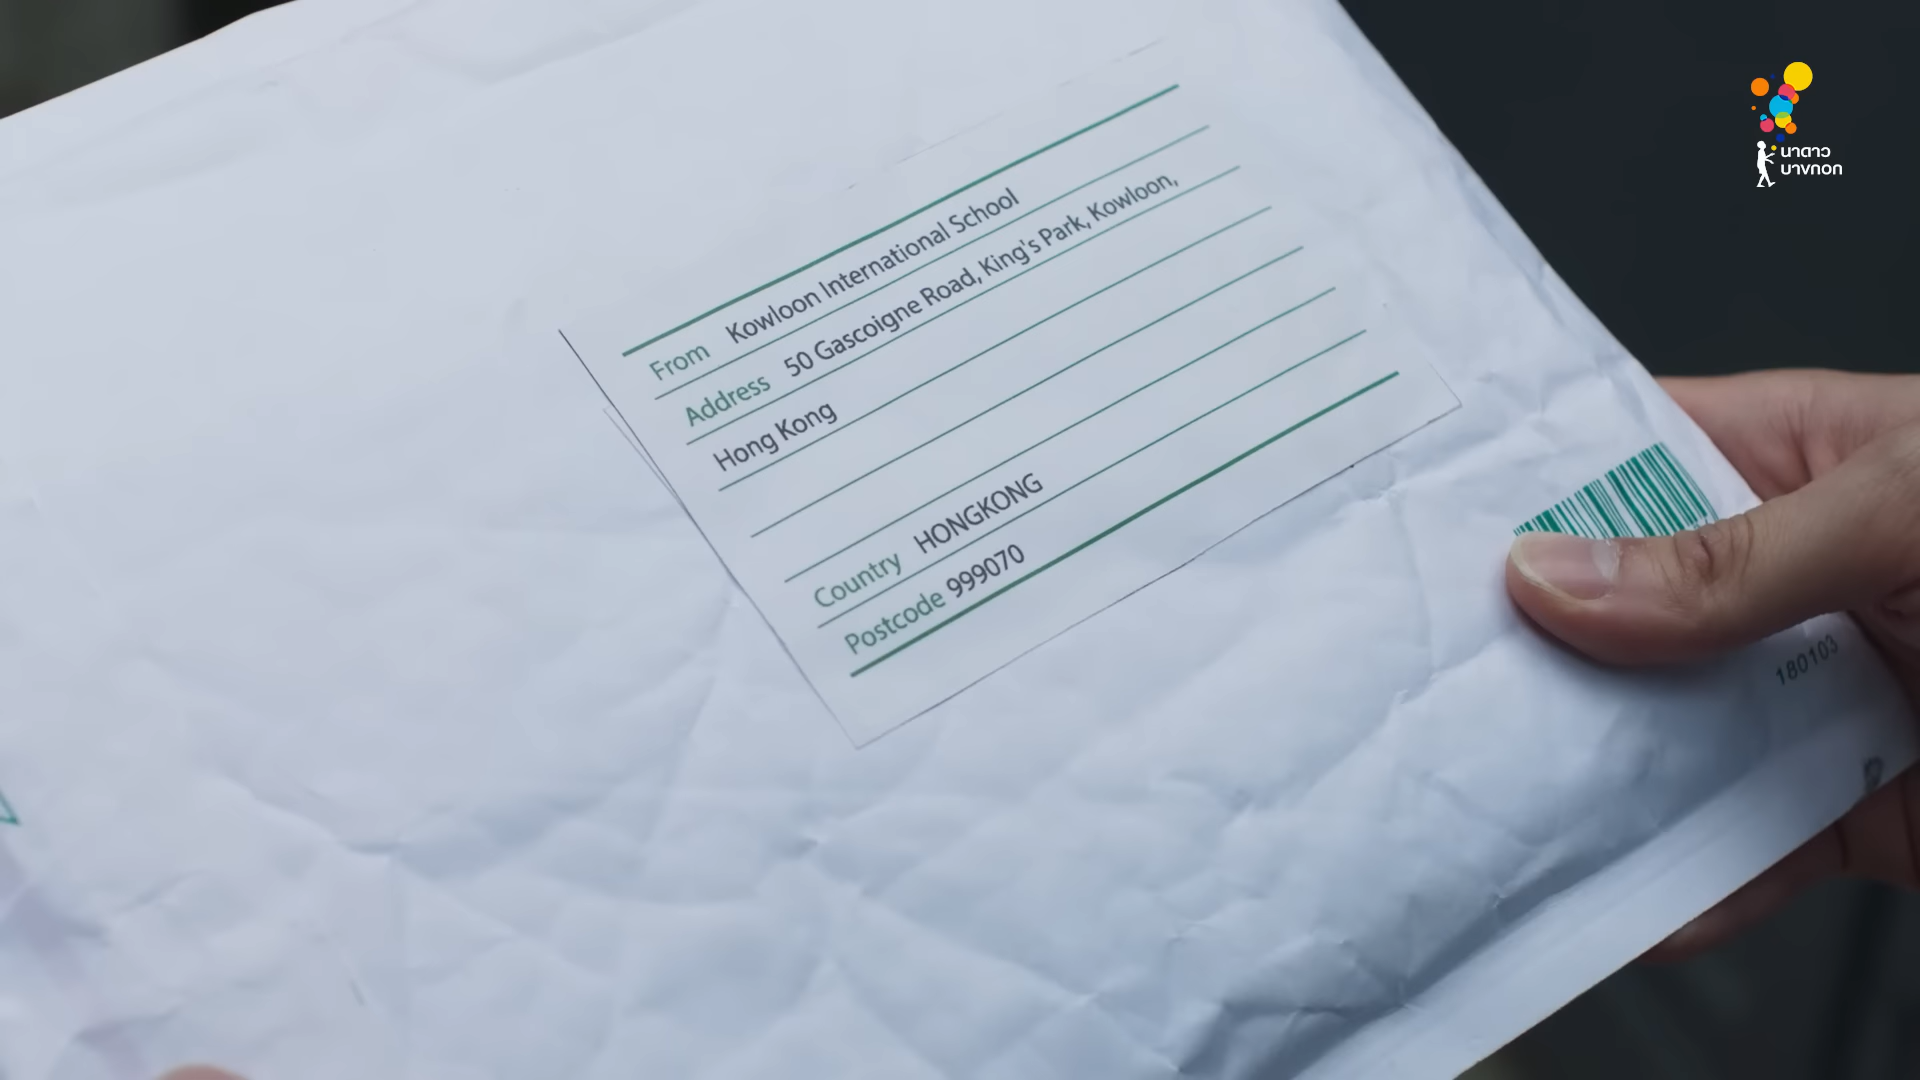 นาดาว
บางกอก
From Kowloon International School
Address 50 Gascoigne Road, King's Park, Kowloon,
Hong Kong
Country HONGKONG
Postcode 999070
180103